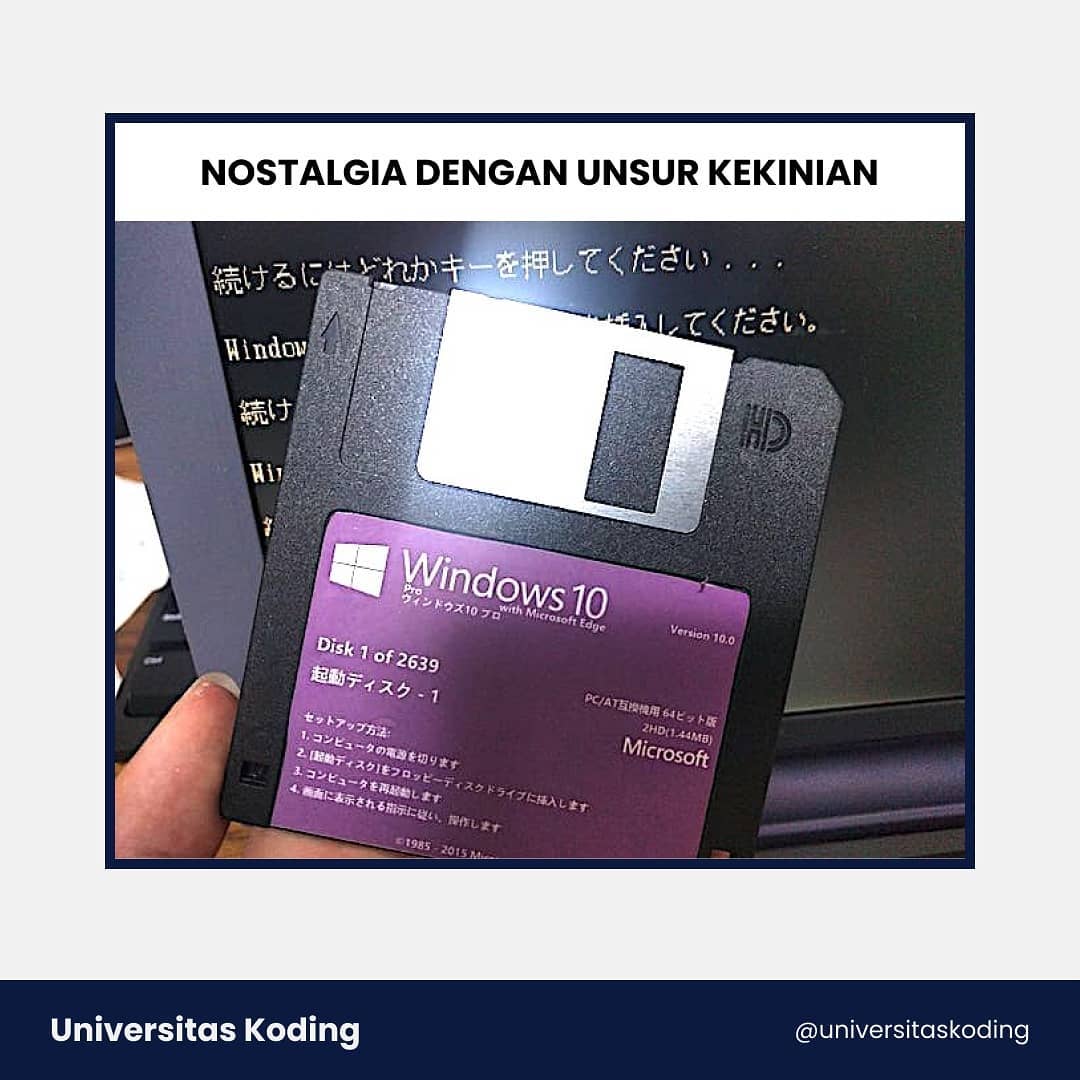 NOSTALGIA DENGAN UNSUR KEKINIAN
続けるにはどれかキーを押してください . . .
挿入してください。
続け
Windows 10
Pro
with Microsoft Edge
ウィンドウズ10 プロ
Version 10.0
Disk 1 of 2639
起動ディスク - 1
PC/AT互換機用 64ビット版
2HD(1.44MB)
Microsoft
セットアップ方法:
1. コンピュータの電源を切ります
2. [起動ディスク]をフロッピーディスクドライブに挿入します
3. コンピュータを再起動します
4. 画面に表示される指示に従い、操作します
©1985 - 2015
HD
Universitas Koding
@universitaskoding